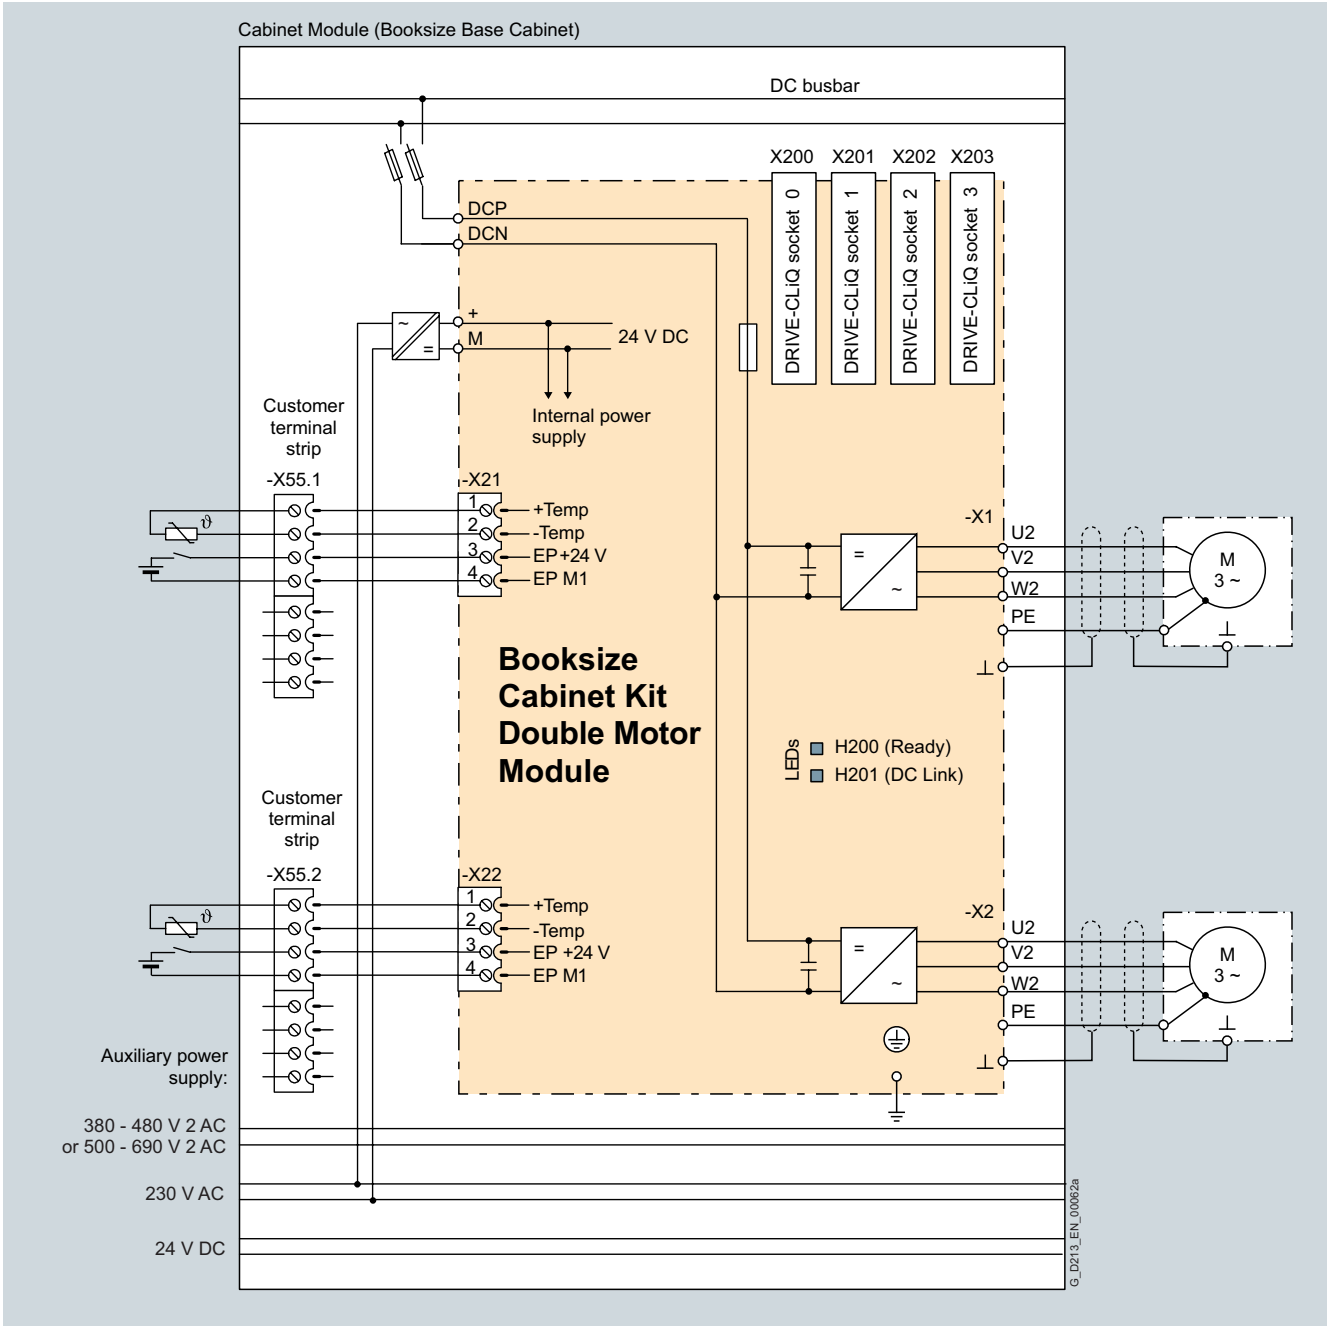 Cabinet Module (Booksize Base Cabinet)
DC busbar
X200 X201 X202 X203
DRIVE-CLiQ socket 0
DRIVE-CLiQ socket 1
DRIVE-CLiQ socket 2
DRIVE-CLiQ socket 3
DCP
DCN
+
M
~
=
24 V DC
Internal power
supply
Customer
terminal
strip
-X55.1
-X21
ϑ
1 +Temp
2 -Temp
3 EP +24 V
4 EP M1
-X1
=
~
U2
V2
W2
PE
M
3 ~
Booksize
Cabinet Kit
Double Motor
Module
LEDs
H200 (Ready)
H201 (DC Link)
Customer
terminal
strip
-X55.2
-X22
ϑ
1 +Temp
2 -Temp
3 EP +24 V
4 EP M1
-X2
=
~
U2
V2
W2
PE
M
3 ~
Auxiliary power
supply:
380 - 480 V 2 AC
or 500 - 690 V 2 AC
230 V AC
24 V DC
G_D213_EN_00062a